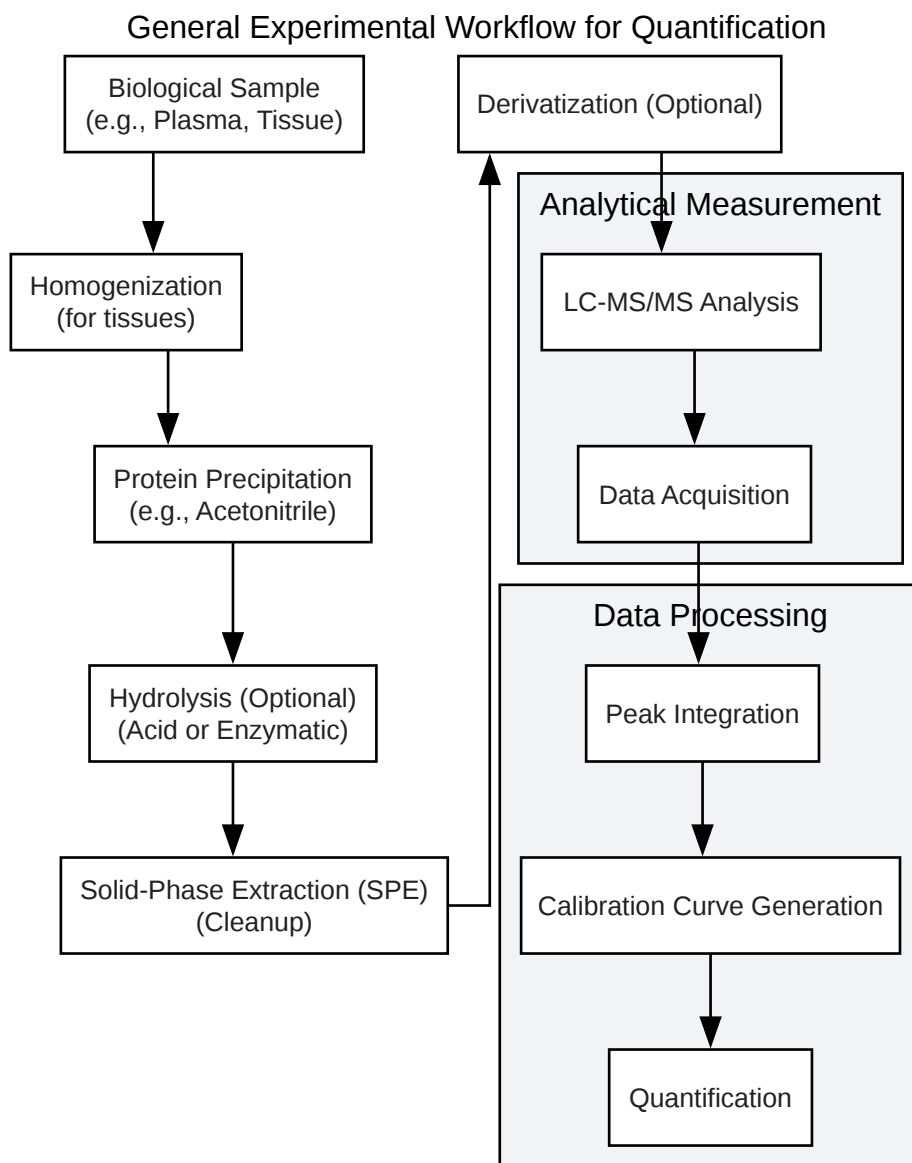 General Experimental Workflow for Quantification
Biological Sample
(e.g., Plasma, Tissue)
Homogenization
(for tissues)
Protein Precipitation
(e.g., Acetonitrile)
Hydrolysis (Optional)
(Acid or Enzymatic)
Solid-Phase Extraction (SPE)
(Cleanup)
Derivatization (Optional)
Analytical Measurement
LC-MS/MS Analysis
Data Acquisition
Data Processing
Peak Integration
Calibration Curve Generation
Quantification